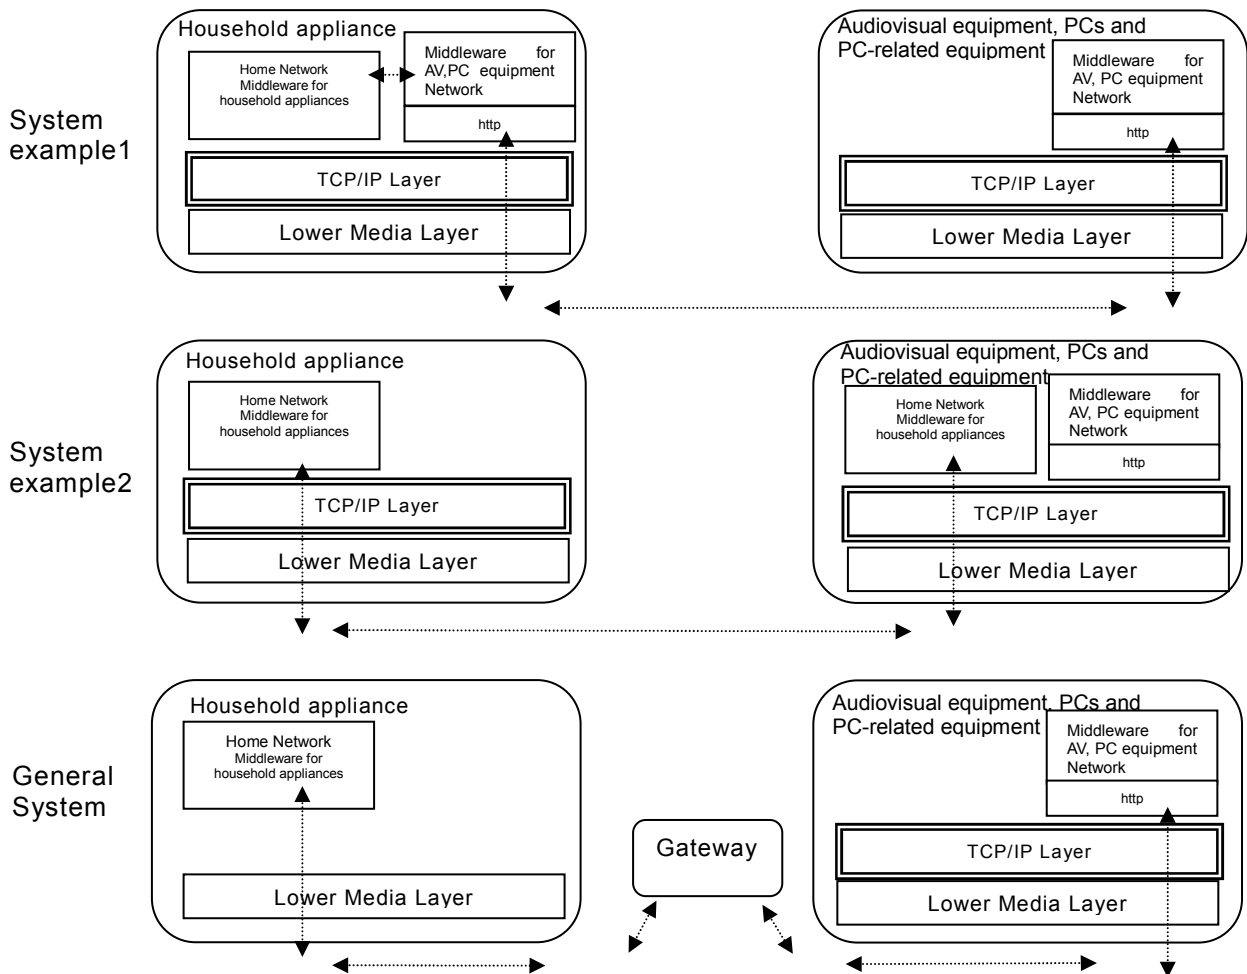 Household appliance
Home Network
Middleware for
household appliances
Middleware for
AV,PC equipment
Network
http
TCP/IP Layer
Lower Media Layer
System
example1
Audiovisual equipment, PCs and
PC-related equipment
Middleware for
AV, PC equipment
Network
http
TCP/IP Layer
Lower Media Layer
Household appliance
Home Network
Middleware for
household appliances
TCP/IP Layer
Lower Media Layer
System
example2
Audiovisual equipment, PCs and
PC-related equipment
Home Network
Middleware for
household appliances
Middleware for
AV, PC equipment
Network
http
TCP/IP Layer
Lower Media Layer
Household appliance
Home Network
Middleware for
household appliances
Lower Media Layer
General
System
Gateway
Audiovisual equipment, PCs and
PC-related equipment
Middleware for
AV, PC equipment
Network
http
TCP/IP Layer
Lower Media Layer